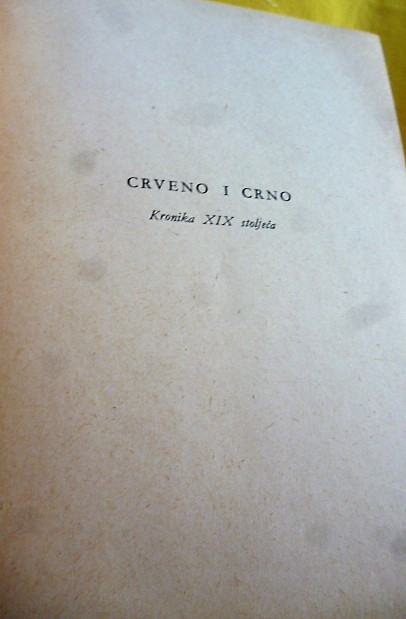 CRVENO I CRNO
Kronika XIX stoljeća